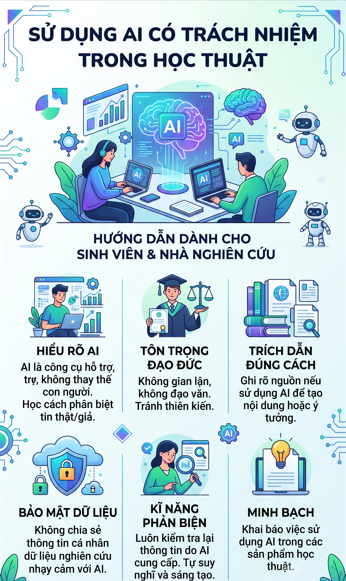 SỬ DỤNG AI CÓ TRÁCH NHIỆM
TRONG HỌC THUẬT
AI
AI
AI
AI
HƯỚNG DẪN DÀNH CHO
SINH VIÊN & NHÀ NGHIÊN CỨU
HIỂU RÕ AI
AI là công cụ hỗ trợ,
trợ, không thay thế
con người.
Học cách phân biệt
tin thật/giả.
TÔN TRỌNG
ĐẠO ĐỨC
Không gian lận,
không đạo văn.
Tránh thiên kiến.
TRÍCH DẪN
ĐÚNG CÁCH
Ghi rõ nguồn nếu
sử dụng AI để tạo
nội dung hoặc ý
tưởng.
AI
BẢO MẬT DỮ LIỆU
Không chia sẻ
thông tin cá nhân
dữ liệu nghiên cứu
nhạy cảm với AI.
KĨ NĂNG
PHẢN BIỆN
Luôn kiểm tra lại
thông tin do AI
cung cấp. Tự suy
nghĩ và sáng tạo.
MINH BẠCH
Khai báo việc sử
dụng AI trong các
sản phẩm học
thuật.